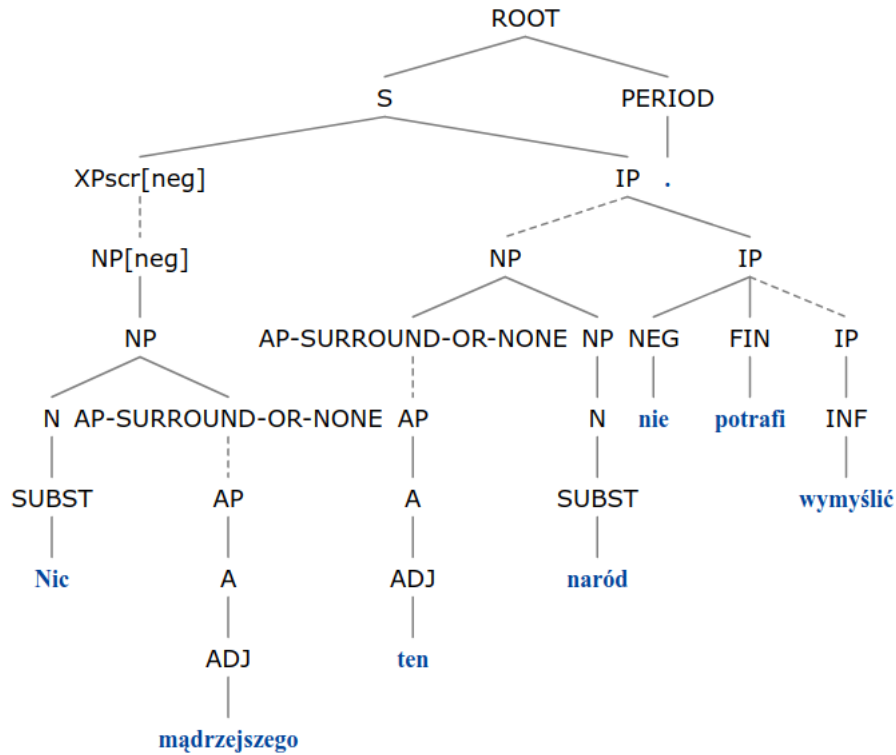 ROOT
S PERIOD
XPscr[neg] IP .
NP[neg] NP IP
NP AP-SURROUND-OR-NONE NP NEG FIN IP
N AP-SURROUND-OR-NONE AP N nie potrafi INF
SUBST AP A SUBST wymyślić
Nic A ADJ naród
ADJ ten
mądrzejszego